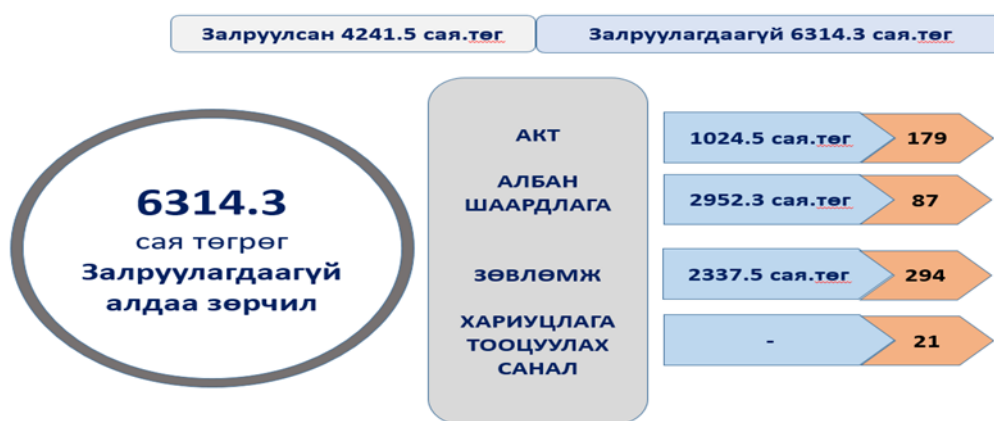 Залруулсан 4241.5 сая.төг
Залруулагдаагүй 6314.3 сая.төг
6314.3
сая төгрөг
Залруулагдаагүй
алдаа зөрчил
АКТ
1024.5 сая.төг
179
АЛБАН
ШААРДЛАГА
2952.3 сая.төг
87
ЗӨВЛӨМЖ
2337.5 сая.төг
294
ХАРИУЦЛАГА
ТООЦУУЛАХ
САНАЛ
-
21